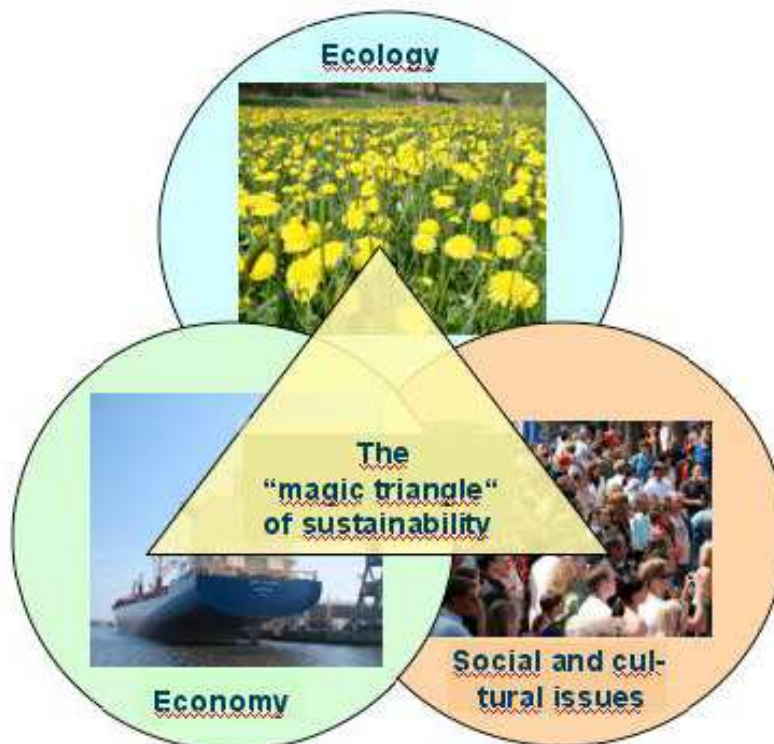 Ecology
The
“magic triangle“
of sustainability
Economy
Social and cul-
tural issues